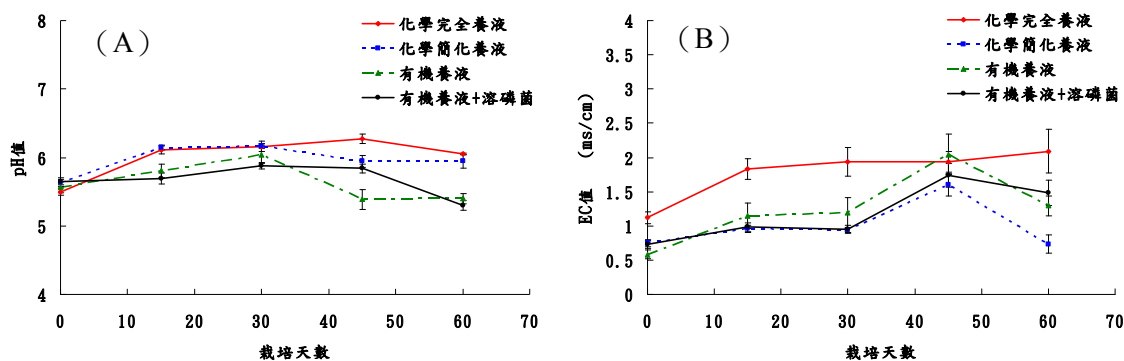 (A)
化學完全養液
化學簡化養液
有機養液
有機養液+溶磷菌
pH值
8
7
6
5
4
0
10
20
30
40
50
60
70
栽培天數
(B)
化學完全養液
化學簡化養液
有機養液
有機養液+溶磷菌
EC值 (ms/cm)
4
3.5
3
2.5
2
1.5
1
0.5
0
0
10
20
30
40
50
60
70
栽培天數